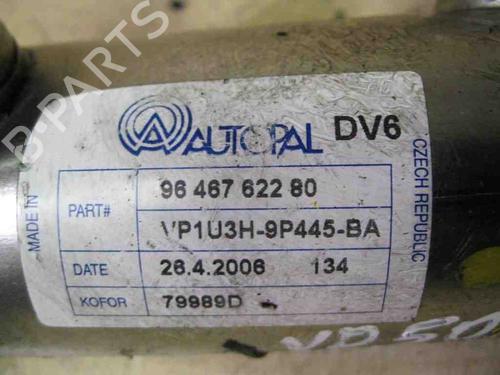 AUTOPAL DV6
MADE IN
PART#
96 467 622 80
VP1U3H-9P445-BA
DATE
26.4.2006 134
KOFOR
79989D
CZECH REPUBLIC
B-PARTS